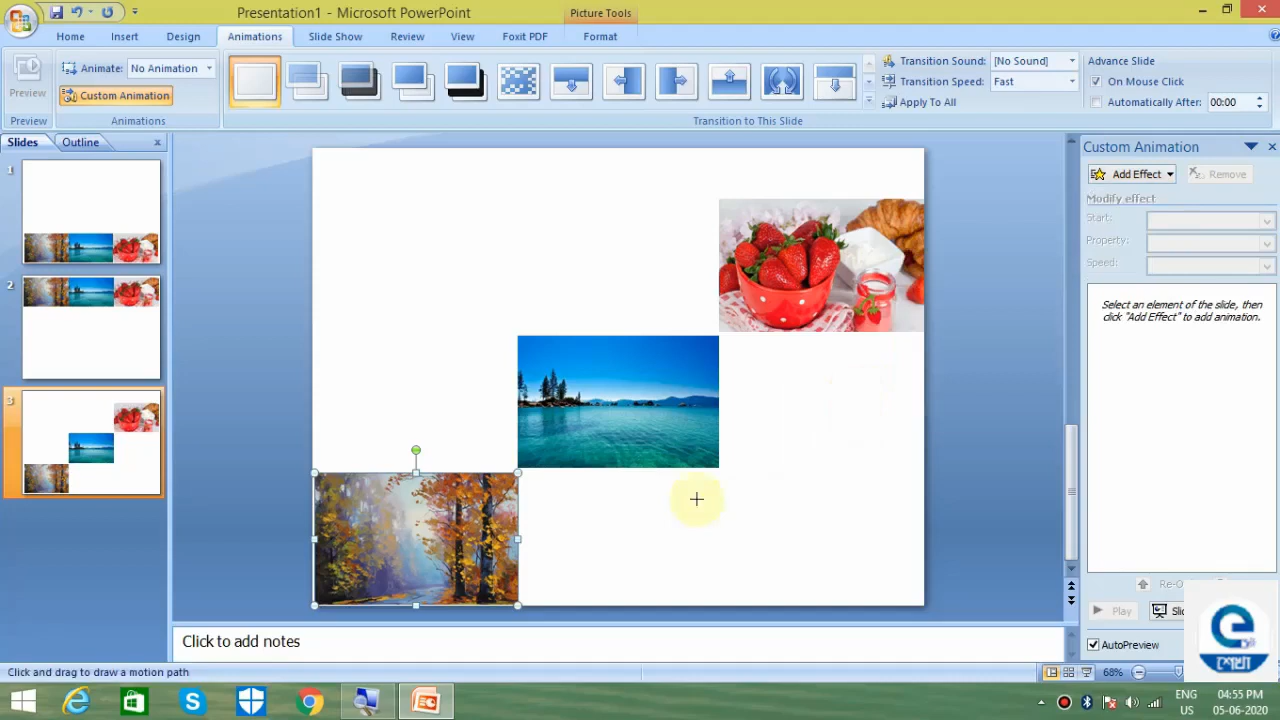 Presentation1 - Microsoft PowerPoint
Picture Tools
Home
Insert
Design
Animations
Slide Show
Review
View
Foxit PDF
Format
Preview
Preview
Animate: No Animation
Custom Animation
Animations
Transition Sound: [No Sound]
Transition Speed: Fast
Apply To All
Transition to This Slide
Advance Slide
On Mouse Click
Automatically After: 00:00
Slides
Outline
1
2
3
Custom Animation
Add Effect
Remove
Modify effect
Start:
Property:
Speed:
Select an element of the slide, then
click "Add Effect" to add animation.
Play
AutoPreview
Click to add notes
Click and drag to draw a motion path
68%
ENG
US
04:55 PM
05-06-2020